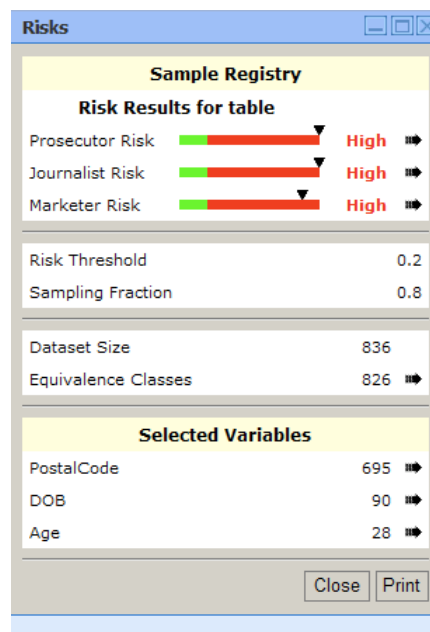 Risks
Sample Registry
Risk Results for table
Prosecutor Risk High
Journalist Risk High
Marketer Risk High
Risk Threshold 0.2
Sampling Fraction 0.8
Dataset Size 836
Equivalence Classes 826
Selected Variables
PostalCode 695
DOB 90
Age 28
Close Print